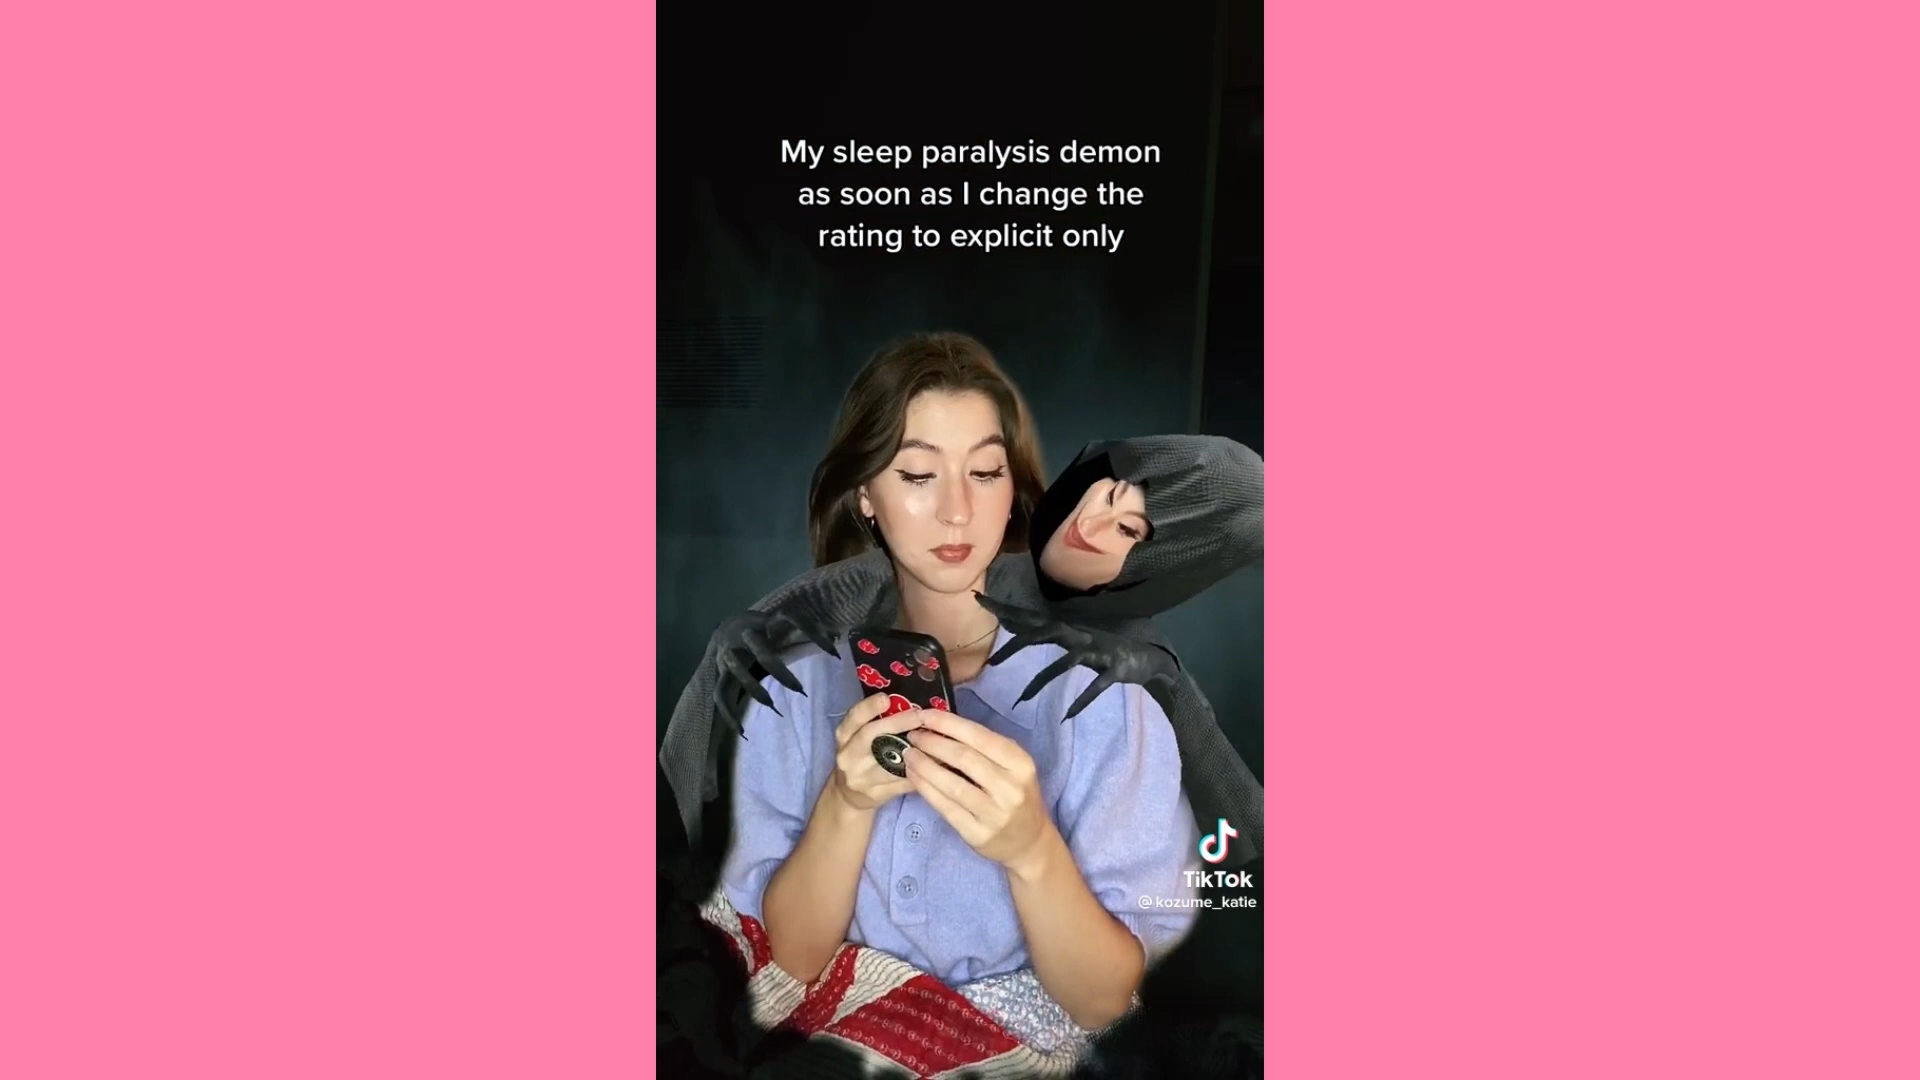 My sleep paralysis demon
as soon as I change the
rating to explicit only
TikTok
@kozume_katie